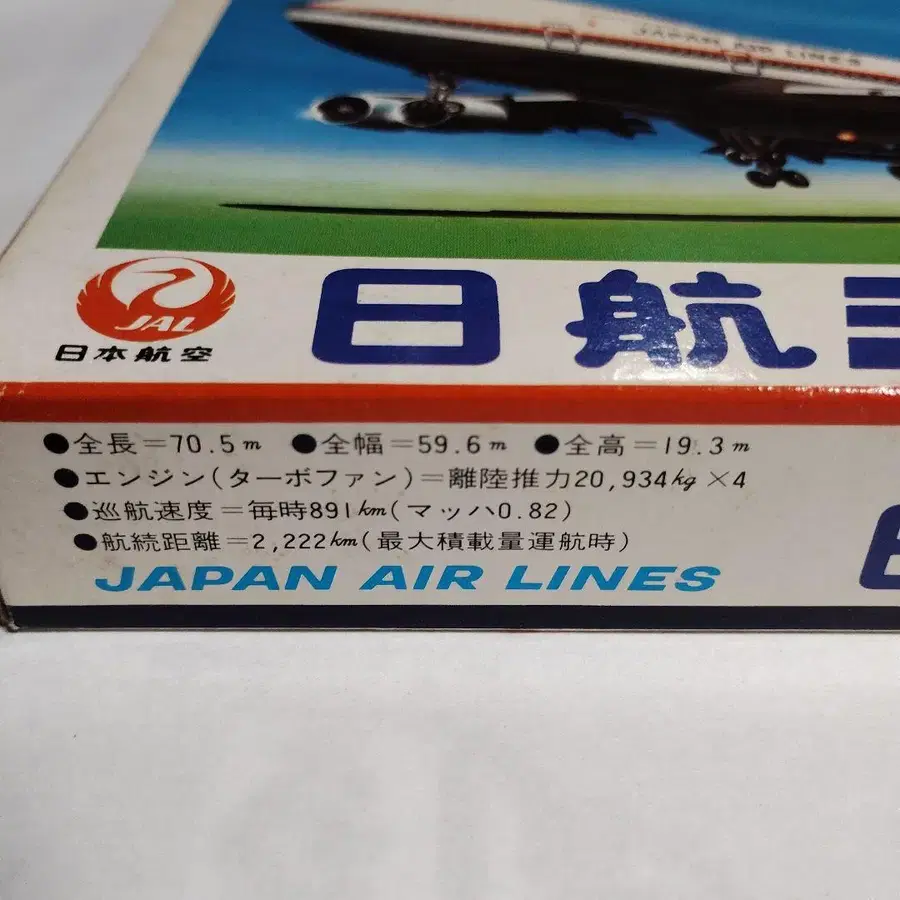 JAPAN AIR LINES
JAL
日本航空
日航
●全長=70.5m ●全幅=59.6m ●全高=19.3m
●エンジン(ターボファン)=離陸推力20,934kg×4
●巡航速度=毎時891km(マッハ0.82)
●航続距離=2,222km(最大積載量運航時)
JAPAN AIR LINES